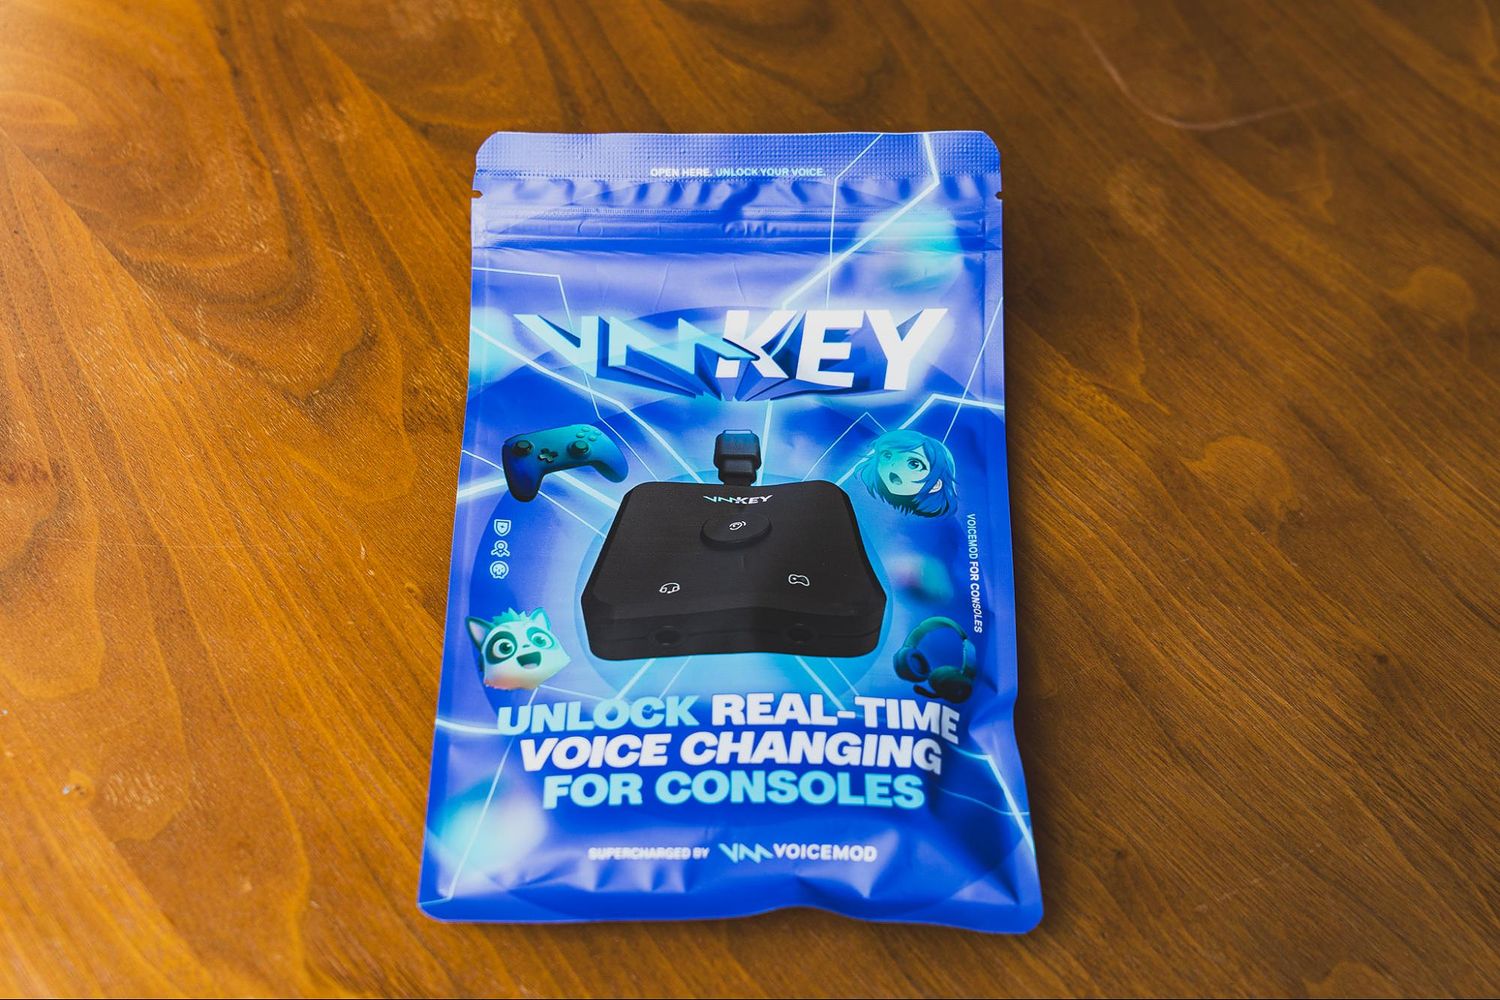 OPEN HERE. UNLOCK YOUR VOICE.
VMKEY
VMKEY
VOICEMOD FOR CONSOLES
UNLOCK REAL-TIME
VOICE CHANGING
FOR CONSOLES
SUPERCHARGED BY VM VOICEMOD